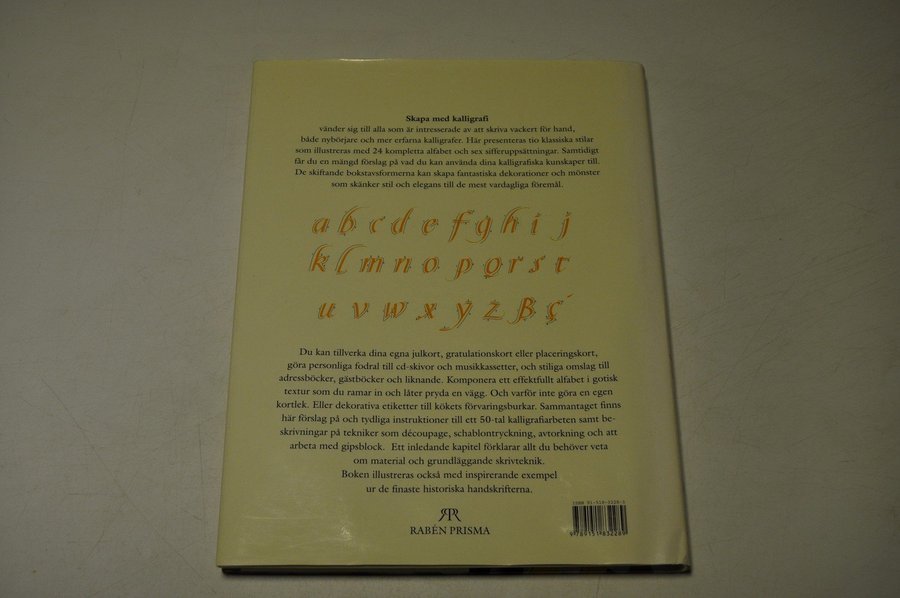 Skapa med kalligrafi
vänder sig till alla som är intresserade av att skriva vackert för hand,
både nybörjare och mer erfarna kalligrafer. Här presenteras tio klassiska stilar
som illustreras med 24 kompletta alfabet och sex sifferuppsättningar. Samtidigt
får du en mängd förslag på vad du kan använda dina kalligrafiska kunskaper till.
De skiftande bokstavsformerna kan skapa fantastiska dekorationer och mönster
som skänker stil och elegans till de mest vardagliga föremål.
a b c d e f g h i j
k l m n o p q r s t
u v w x y z ß ç
Du kan tillverka dina egna julkort, gratulationskort eller placeringskort,
göra personliga fodral till cd-skivor och musikkassetter, och stiliga omslag till
adressböcker, gästböcker och liknande. Komponera ett effektfullt alfabet i gotisk
textur som du ramar in och låter pryda en vägg. Och varför inte göra en egen
kortlek. Eller dekorativa etiketter till kökets förvaringsburkar. Sammantaget finns
här förslag på och tydliga instruktioner till ett 50-tal kalligrafiarbeten samt be-
skrivningar på tekniker som découpage, schablontryckning, avtorkning och att
arbeta med gipsblock. Ett inledande kapitel förklarar allt du behöver veta
om material och grundläggande skrivteknik.
Boken illustreras också med inspirerande exempel
ur de finaste historiska handskrifterna.
RABÉN PRISMA
ISBN 91-518-3228-3
9 789151 832289